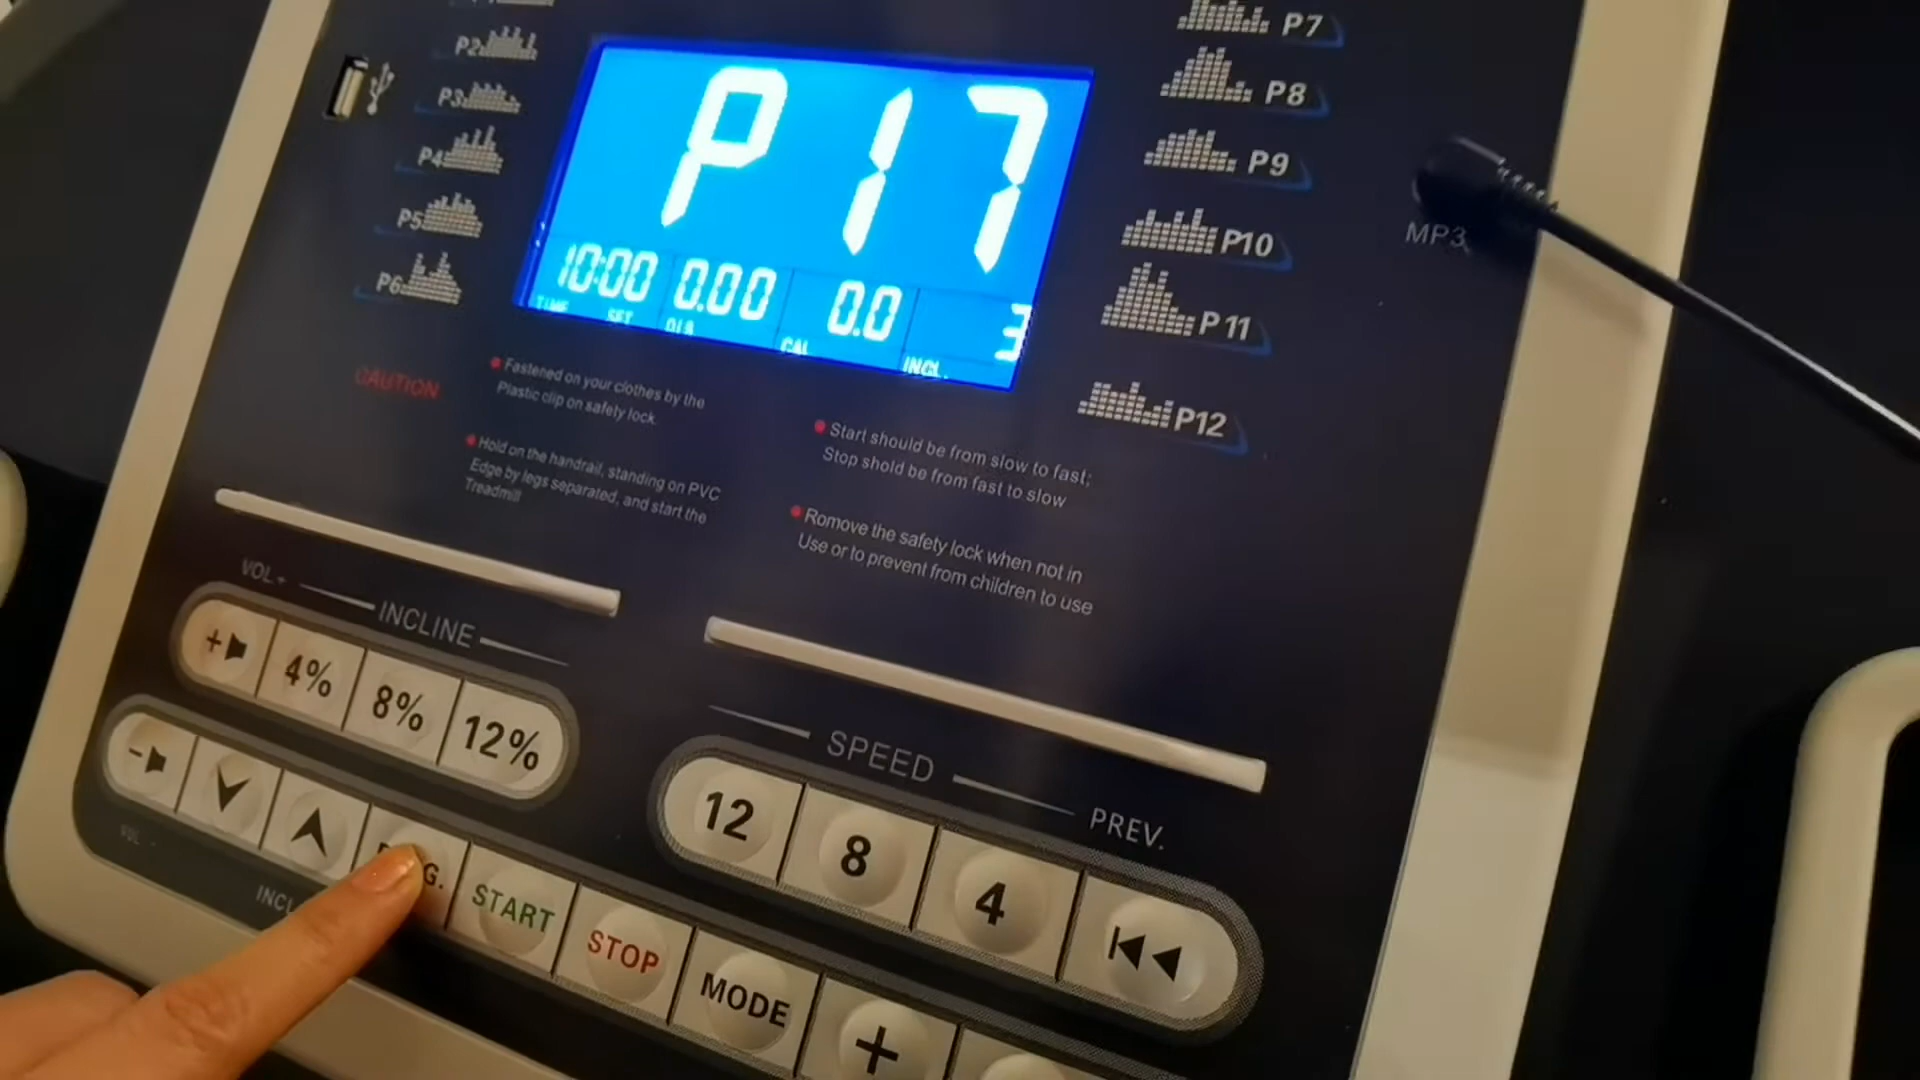 P2
P3
P4
P5
P6
P17
10:00 0.00 0.0 3
TIME SET DIS. CAL INCL.
P7
P8
P9
P10
P11
P12
MP3
CAUTION
Fastened on your clothes by the
Plastic clip on safety lock.
Hold on the handrail, standing on PVC
Edge by legs separated, and start the
Treadmill
Start should be from slow to fast;
Stop shold be from fast to slow
Romove the safety lock when not in
Use or to prevent from children to use
VOL+ INCLINE
+ 4% 8% 12%
-
START STOP MODE +
VOL -
SPEED PREV.
12 8 4